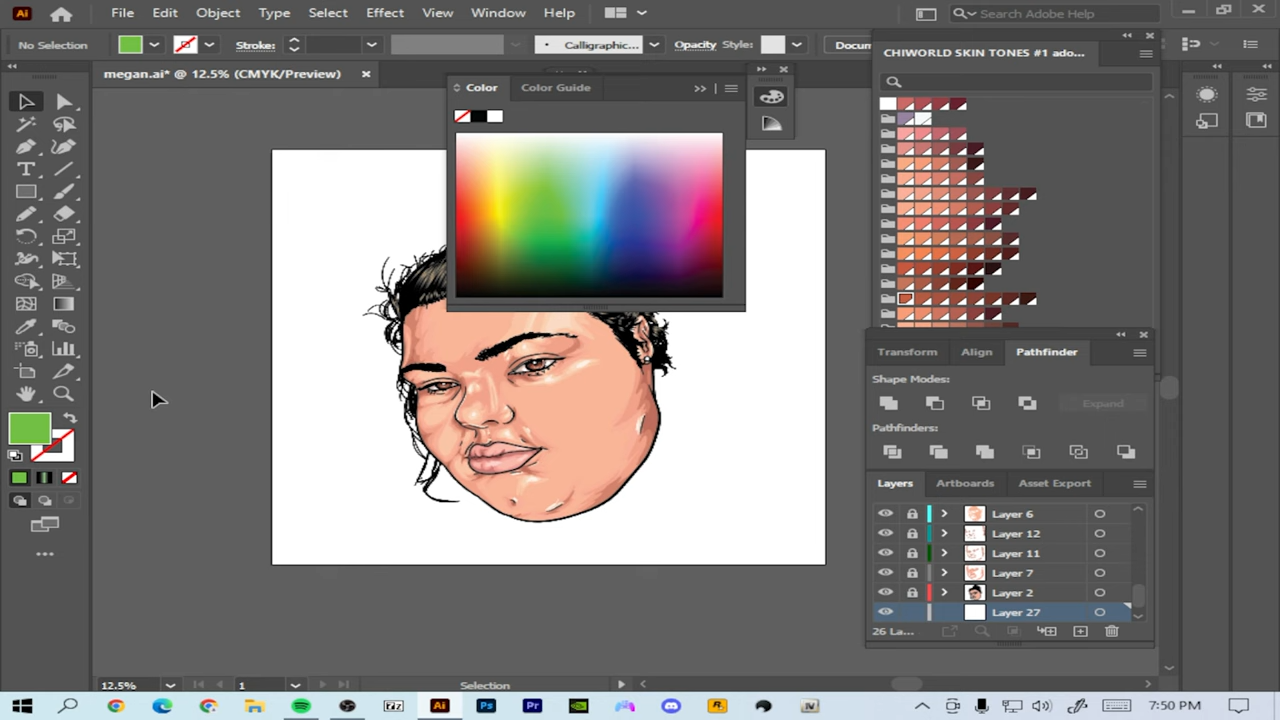 Ai File Edit Object Type Select Effect View Window Help Search Adobe Help
No Selection Stroke: Calligraphic... Opacity Style: Docum
megan.ai* @ 12.5% (CMYK/Preview)
Color Color Guide
CHIWORLD SKIN TONES #1 ado...
Transform Align Pathfinder
Shape Modes:
Expand
Pathfinders:
Layers Artboards Asset Export
Layer 6
Layer 12
Layer 11
Layer 7
Layer 2
Layer 27
26 La...
12.5% 1 Selection
Ai Ps Pr 7:50 PM